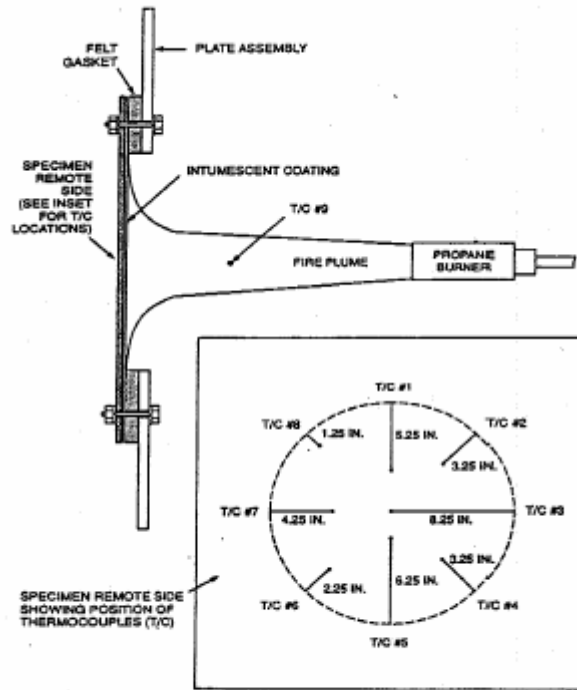 FELT
GASKET
PLATE ASSEMBLY
SPECIMEN
REMOTE
SIDE
(SEE INSET
FOR T/C
LOCATIONS)
INTUMESCENT COATING
T/C #9
FIRE PLUME
PROPANE
BURNER
T/C #1
T/C #8
1.25 IN.
5.25 IN.
T/C #2
3.25 IN.
T/C #7
4.25 IN.
8.25 IN.
T/C #3
2.25 IN.
6.25 IN.
3.25 IN.
T/C #6
T/C #4
T/C #5
SPECIMEN REMOTE SIDE
SHOWING POSITION OF
THERMOCOUPLES (T/C)